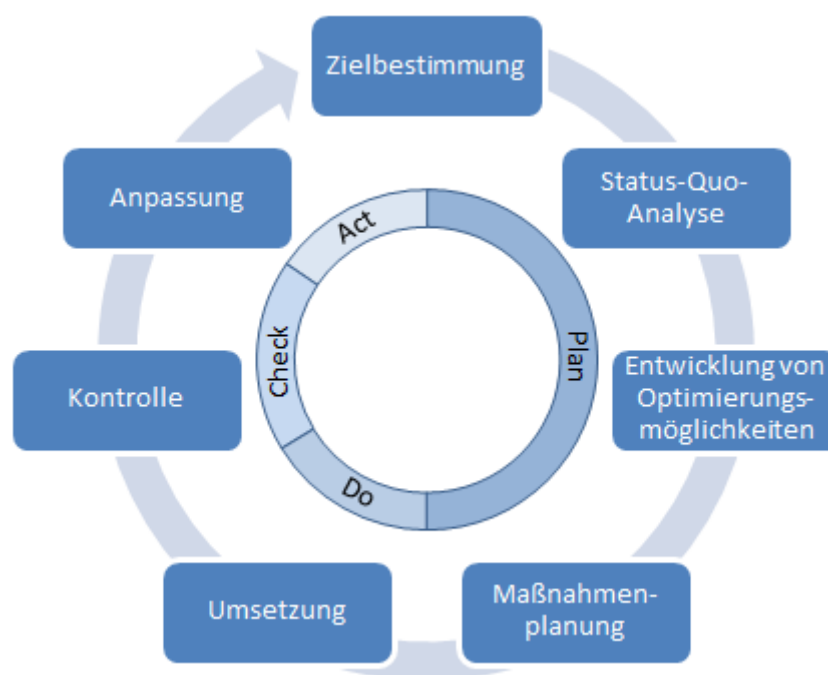 Zielbestimmung
Status-Quo-
Analyse
Entwicklung von
Optimierungs-
möglichkeiten
Maßnahmen-
planung
Umsetzung
Kontrolle
Anpassung
Plan
Do
Check
Act